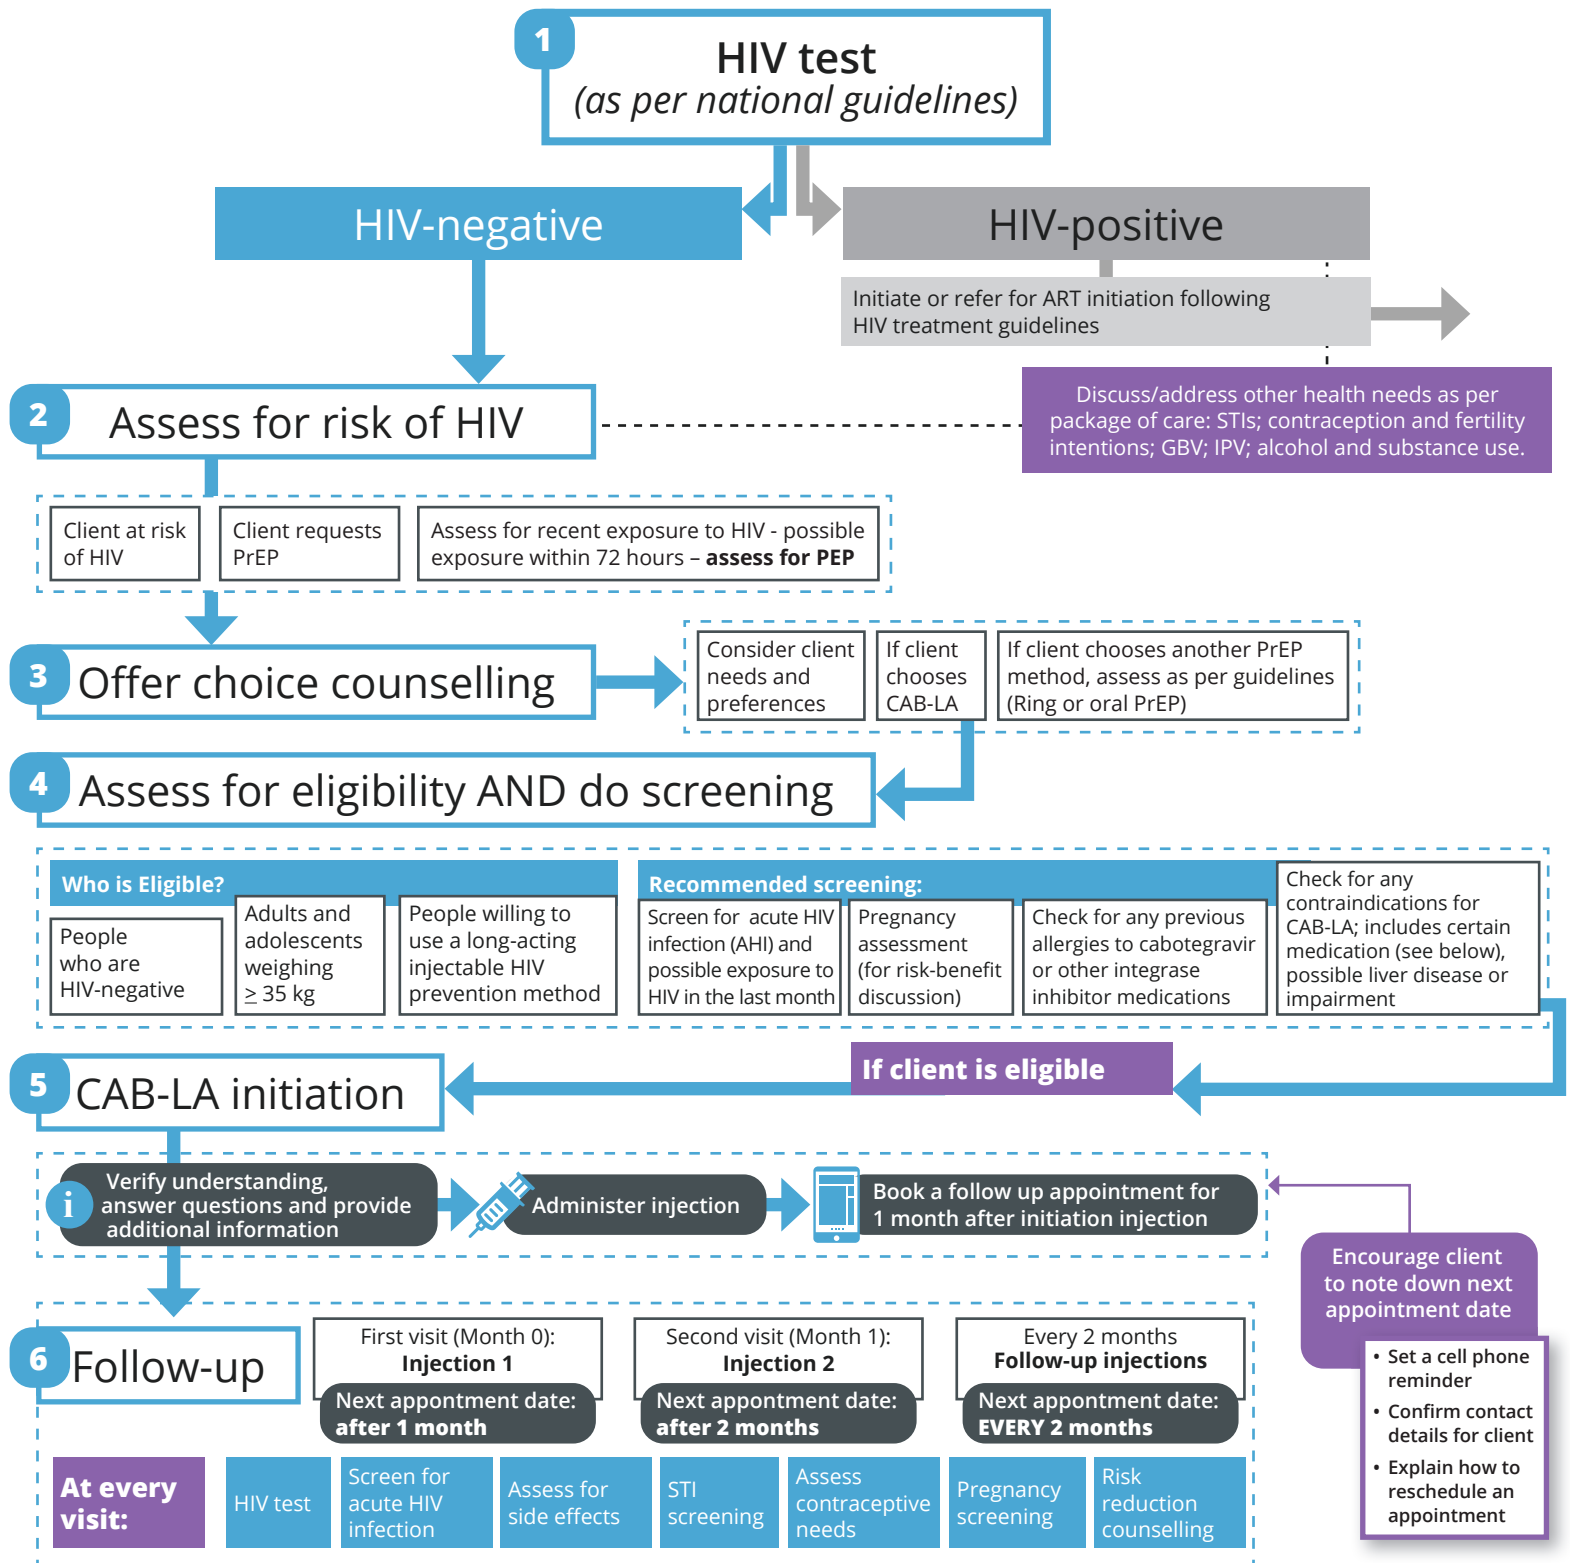 1
HIV test
(as per national guidelines)
HIV-negative
HIV-positive
Initiate or refer for ART initiation following
HIV treatment guidelines
Discuss/address other health needs as per
package of care: STIs; contraception and fertility
intentions; GBV; IPV; alcohol and substance use.
2
Assess for risk of HIV
Client at risk
of HIV
Client requests
PrEP
Assess for recent exposure to HIV - possible
exposure within 72 hours – assess for PEP
3
Offer choice counselling
Consider client
needs and
preferences
If client
chooses
CAB-LA
If client chooses another PrEP
method, assess as per guidelines
(Ring or oral PrEP)
4
Assess for eligibility AND do screening
Who is Eligible?
People
who are
HIV-negative
Adults and
adolescents
weighing
≥ 35 kg
People willing to
use a long-acting
injectable HIV
prevention method
Recommended screening:
Screen for acute HIV
infection (AHI) and
possible exposure to
HIV in the last month
Pregnancy
assessment
(for risk-benefit
discussion)
Check for any previous
allergies to cabotegravir
or other integrase
inhibitor medications
Check for any
contraindications for
CAB-LA; includes certain
medication (see below),
possible liver disease or
impairment
If client is eligible
5
CAB-LA initiation
i
Verify understanding,
answer questions and provide
additional information
Administer injection
Book a follow up appointment for
1 month after initiation injection
Encourage client
to note down next
appointment date
• Set a cell phone
reminder
• Confirm contact
details for client
• Explain how to
reschedule an
appointment
6
Follow-up
First visit (Month 0):
Injection 1
Next appontment date:
after 1 month
Second visit (Month 1):
Injection 2
Next appontment date:
after 2 months
Every 2 months
Follow-up injections
Next appontment date:
EVERY 2 months
At every
visit:
HIV test
Screen for
acute HIV
infection
Assess for
side effects
STI
screening
Assess
contraceptive
needs
Pregnancy
screening
Risk
reduction
counselling